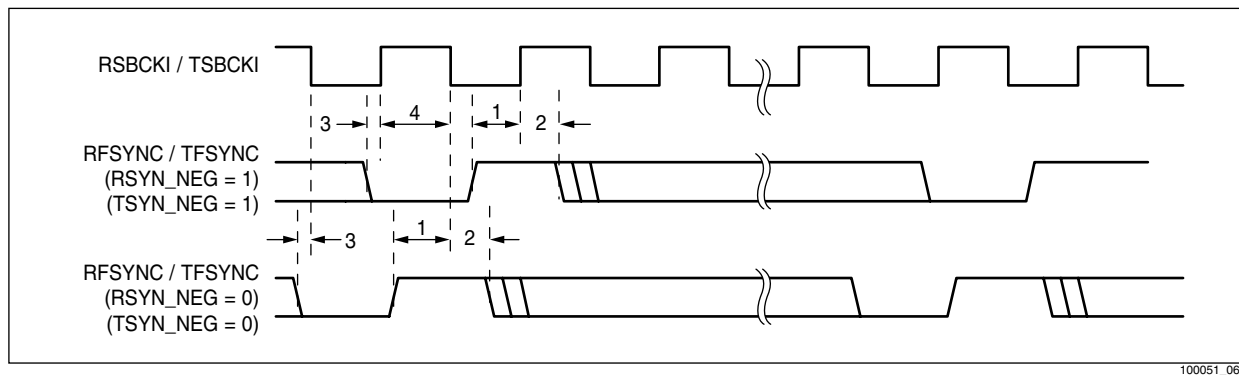 RSBCKI / TSBCKI
3
4
1
2
RFSYNC / TFSYNC
(RSYN_NEG = 1)
(TSYN_NEG = 1)
3
1
2
RFSYNC / TFSYNC
(RSYN_NEG = 0)
(TSYN_NEG = 0)
100051_06